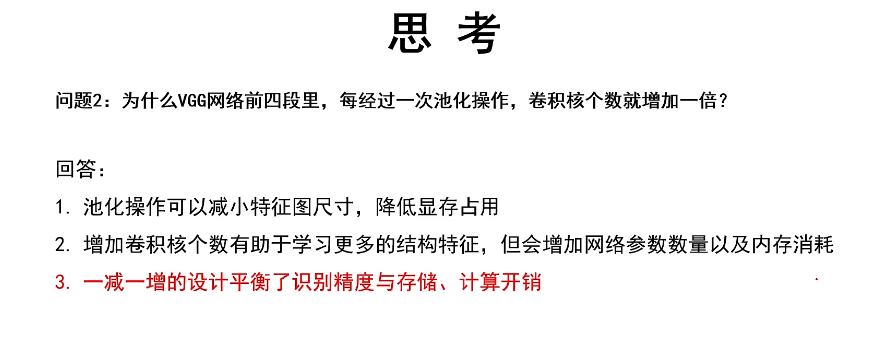 思 考
问题2：为什么VGG网络前四段里，每经过一次池化操作，卷积核个数就增加一倍？
回答：
1. 池化操作可以减小特征图尺寸，降低显存占用
2. 增加卷积核个数有助于学习更多的结构特征，但会增加网络参数数量以及内存消耗
3. 一减一增的设计平衡了识别精度与存储、计算开销